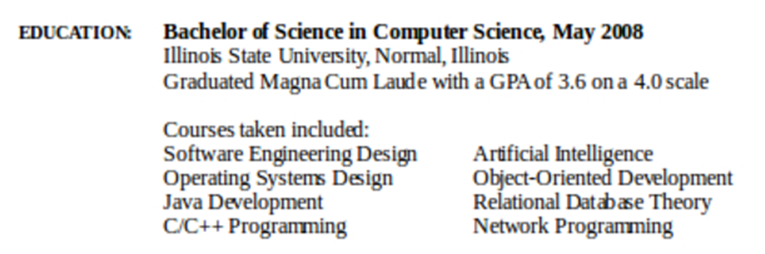 EDUCATION: Bachelor of Science in Computer Science, May 2008
Illinois State University, Normal, Illinois
Graduated Magna Cum Laude with a GPA of 3.6 on a 4.0 scale
Courses taken included:
Software Engineering Design Artificial Intelligence
Operating Systems Design Object-Oriented Development
Java Development Relational Database Theory
C/C++ Programming Network Programming